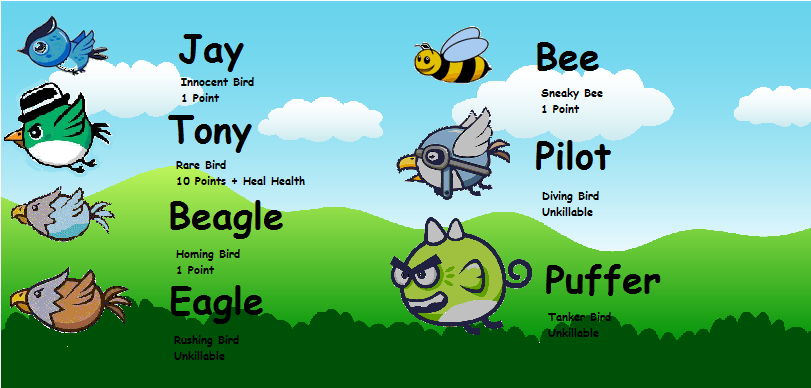 Jay
Innocent Bird
1 Point
Tony
Rare Bird
10 Points + Heal Health
Beagle
Homing Bird
1 Point
Eagle
Rushing Bird
Unkillable
Bee
Sneaky Bee
1 Point
Pilot
Diving Bird
Unkillable
Puffer
Tanker Bird
Unkillable